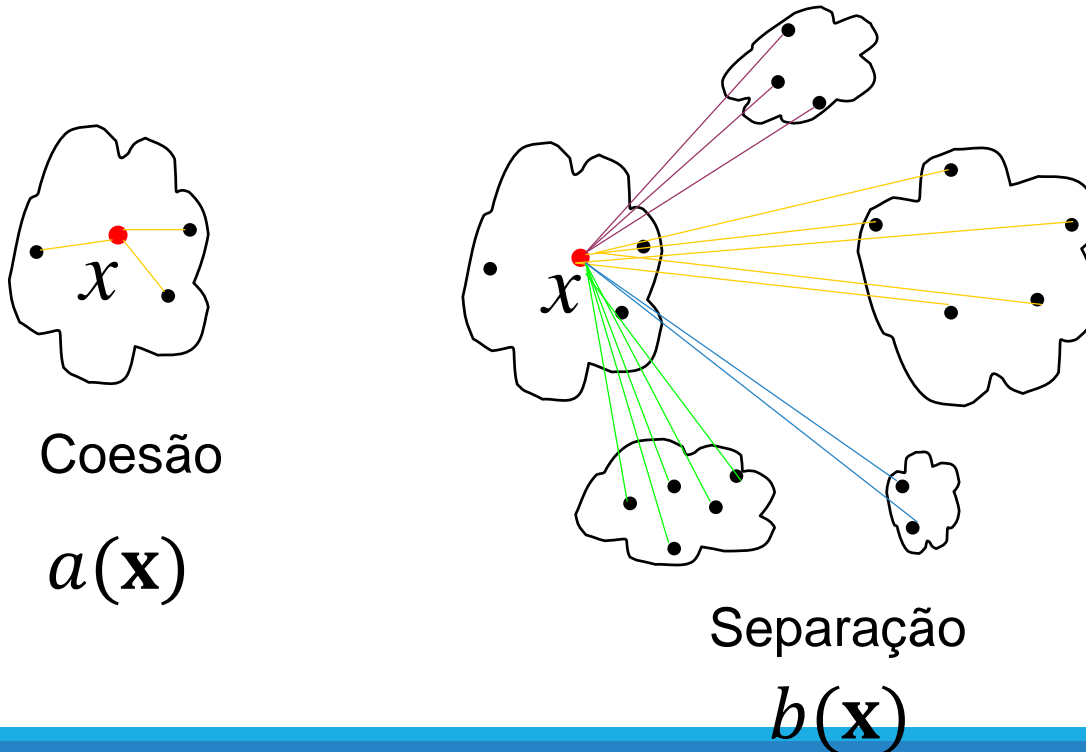 x
Coesão
a(x)
x
Separação
b(x)